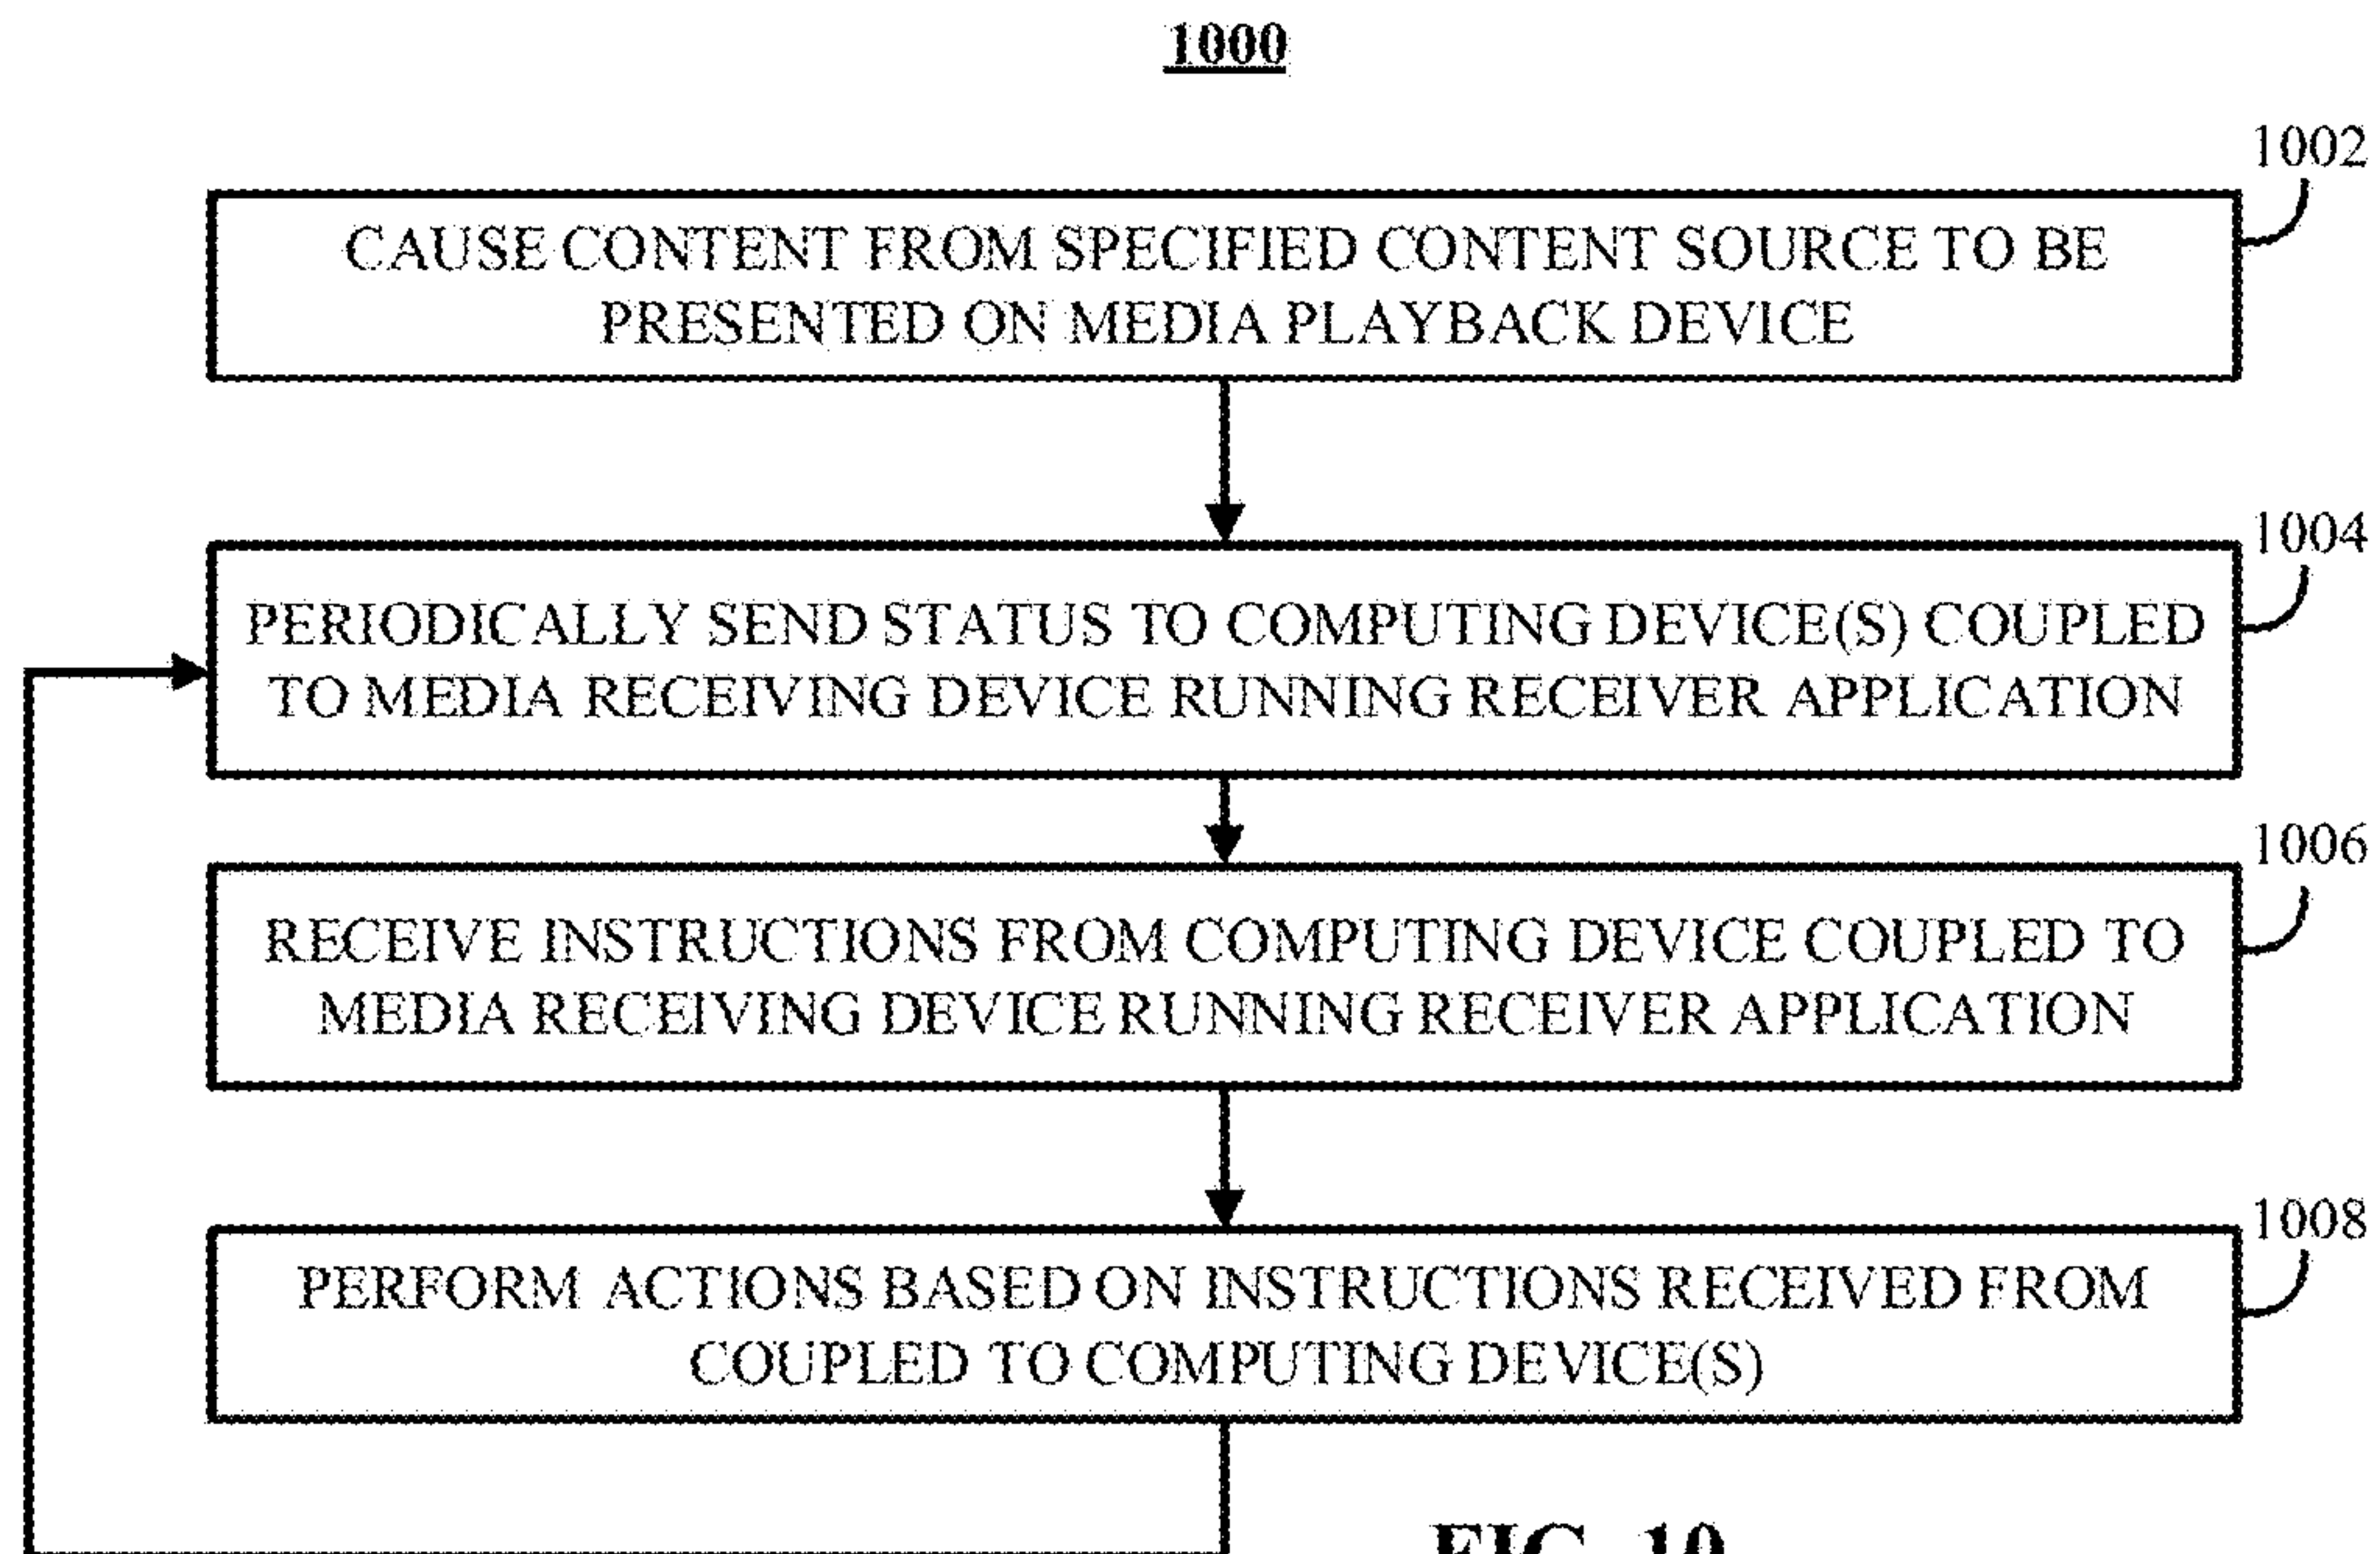 1000
1002
CAUSE CONTENT FROM SPECIFIED CONTENT SOURCE TO BE
PRESENTED ON MEDIA PLAYBACK DEVICE
1004
PERIODICALLY SEND STATUS TO COMPUTING DEVICE(S) COUPLED
TO MEDIA RECEIVING DEVICE RUNNING RECEIVER APPLICATION
1006
RECEIVE INSTRUCTIONS FROM COMPUTING DEVICE COUPLED TO
MEDIA RECEIVING DEVICE RUNNING RECEIVER APPLICATION
1008
PERFORM ACTIONS BASED ON INSTRUCTIONS RECEIVED FROM
COUPLED TO COMPUTING DEVICE(S)
FIG. 10